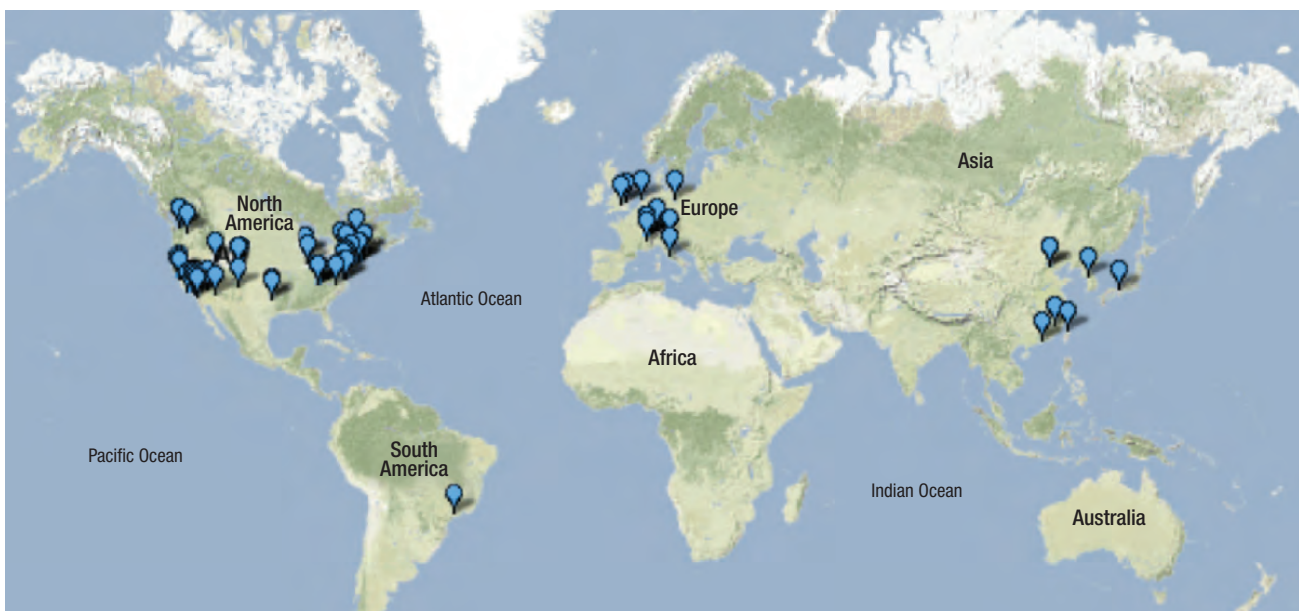 Asia
North
America
Europe
Atlantic Ocean
Africa
Pacific Ocean
South
America
Indian Ocean
Australia